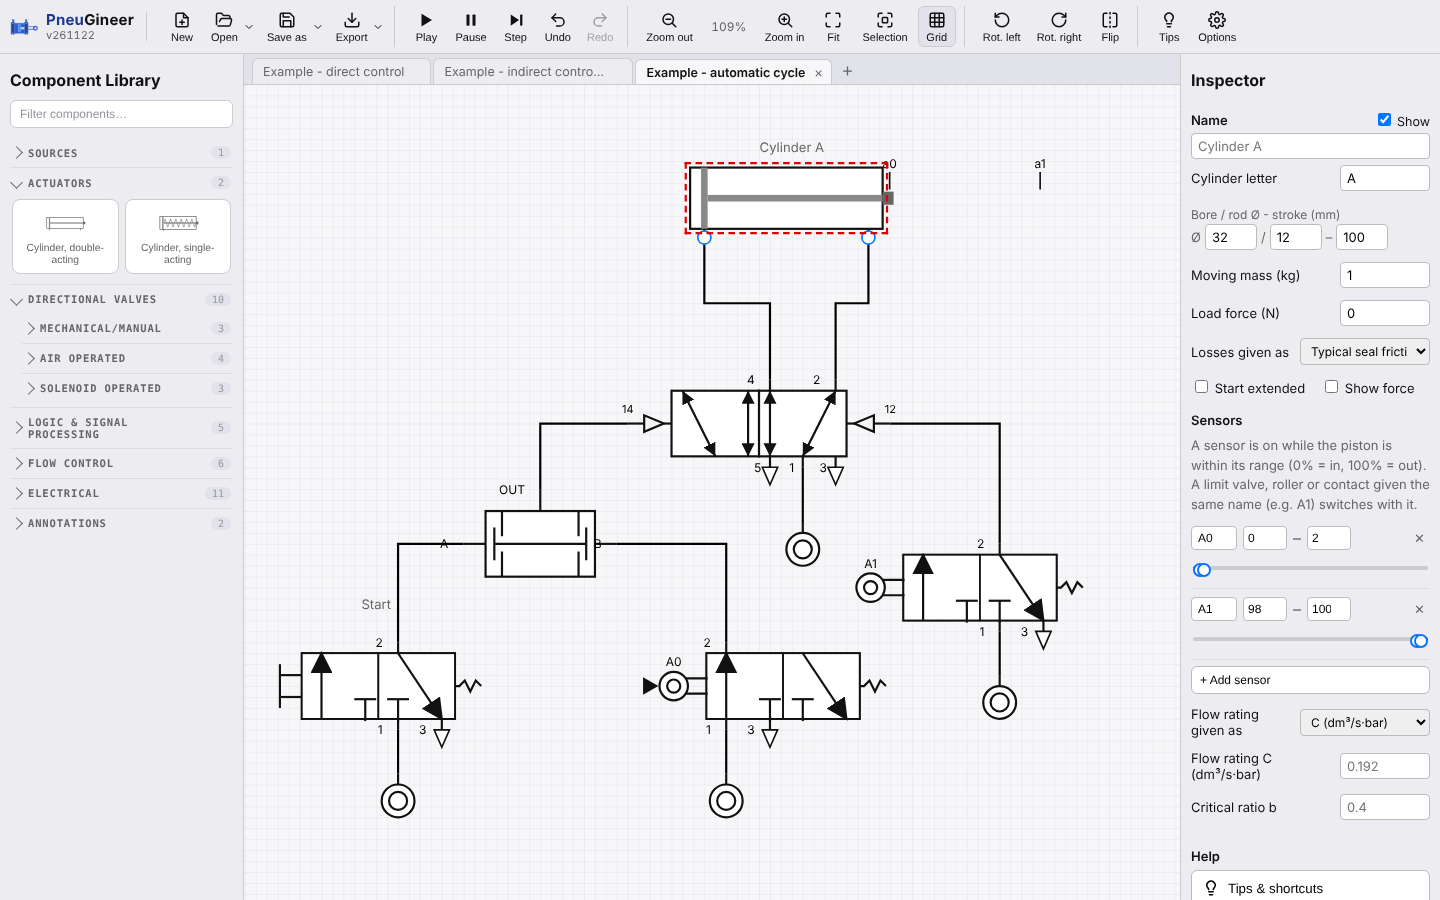 PneuGineer
v261122
New
Open
Save as
Export
Play
Pause
Step
Undo
Redo
Zoom out
109%
Zoom in
Fit
Selection
Grid
Rot. left
Rot. right
Flip
Tips
Options
Component Library
Filter components…
SOURCES 1
ACTUATORS 2
Cylinder, double-
acting
Cylinder, single-
acting
DIRECTIONAL VALVES 10
MECHANICAL/MANUAL 3
AIR OPERATED 4
SOLENOID OPERATED 3
LOGIC & SIGNAL
PROCESSING 5
FLOW CONTROL 6
ELECTRICAL 11
ANNOTATIONS 2
Example - direct control
Example - indirect contro…
Example - automatic cycle ×
+
Cylinder A
a0
a1
4 2
14
12
5 1 3
OUT
A
B
A1
2
1 3
Start
2
1 3
A0
2
1 3
Inspector
Name
Show
Cylinder A
Cylinder letter A
Bore / rod Ø - stroke (mm)
Ø 32 / 12 – 100
Moving mass (kg) 1
Load force (N) 0
Losses given as Typical seal fricti
Start extended Show force
Sensors
A sensor is on while the piston is
within its range (0% = in, 100% = out).
A limit valve, roller or contact given the
same name (e.g. A1) switches with it.
A0 0 – 2 ×
A1 98 – 100 ×
+ Add sensor
Flow rating
given as C (dm³/s·bar)
Flow rating C
(dm³/s·bar) 0.192
Critical ratio b 0.4
Help
Tips & shortcuts